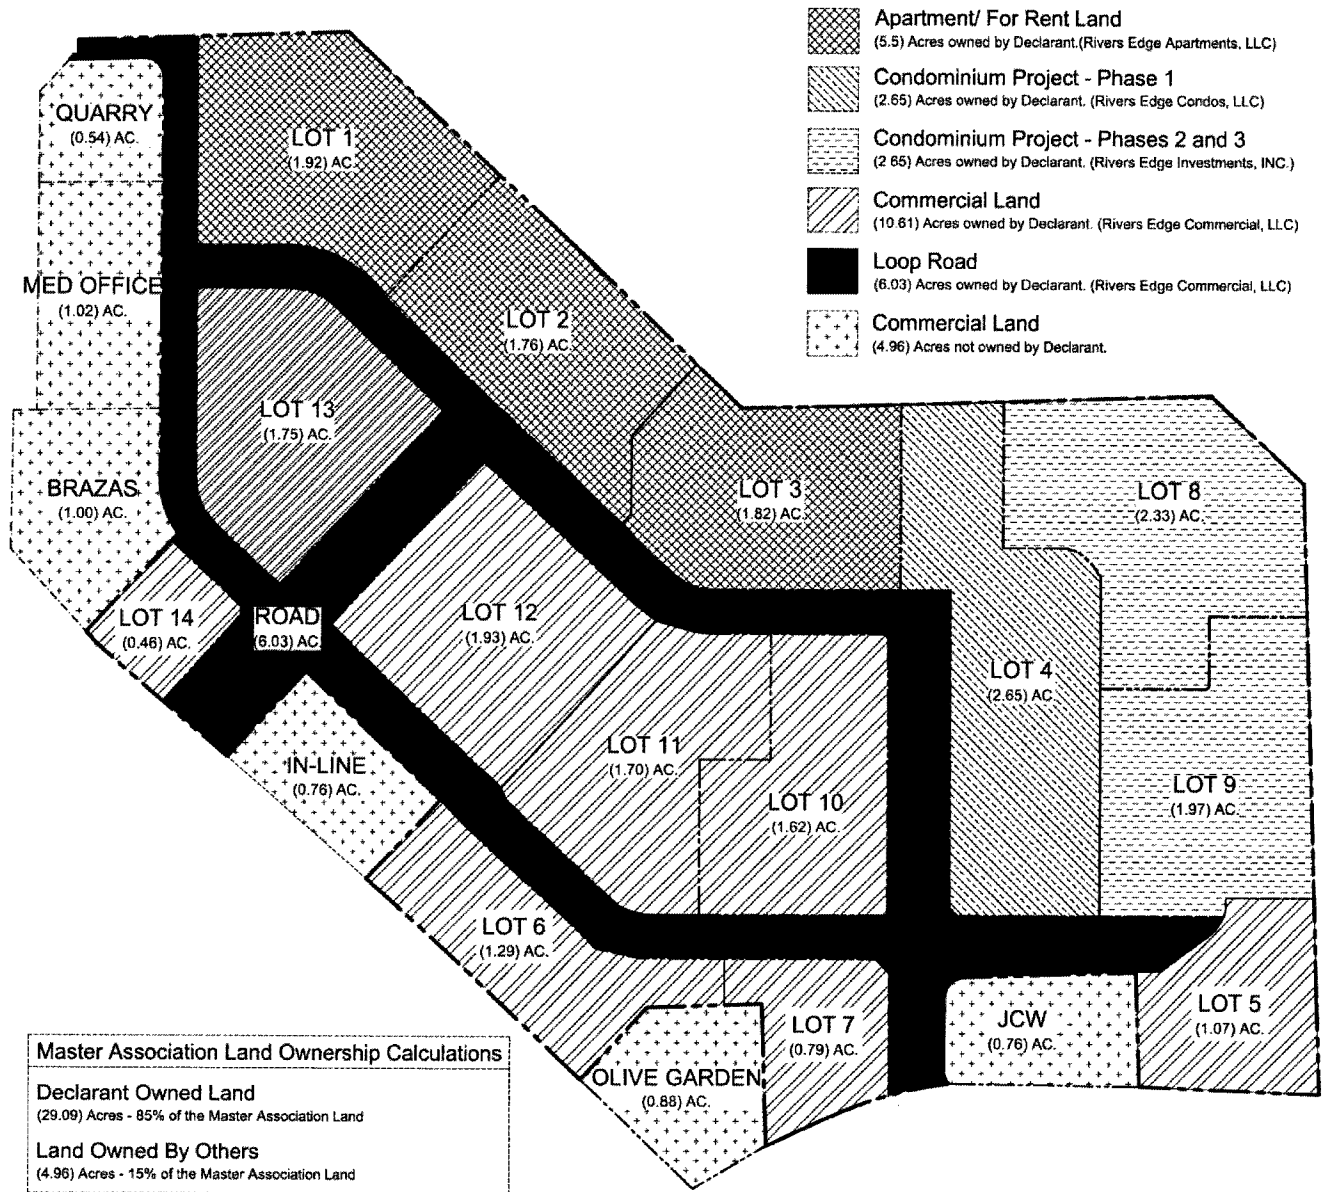 Apartment/ For Rent Land
(5.5) Acres owned by Declarant.(Rivers Edge Apartments, LLC)
Condominium Project - Phase 1
(2.65) Acres owned by Declarant. (Rivers Edge Condos, LLC)
Condominium Project - Phases 2 and 3
(2 65) Acres owned by Declarant. (Rivers Edge Investments, INC.)
Commercial Land
(10.61) Acres owned by Declarant. (Rivers Edge Commercial, LLC)
Loop Road
(6.03) Acres owned by Declarant. (Rivers Edge Commercial, LLC)
Commercial Land
(4.96) Acres not owned by Declarant.
QUARRY
(0.54) AC.
LOT 1
(1.92) AC.
MED OFFICE
(1.02) AC.
LOT 2
(1.76) AC.
LOT 13
(1.75) AC.
BRAZAS
(1.00) AC.
LOT 3
(1.82) AC.
LOT 8
(2.33) AC.
LOT 14
(0.46) AC.
ROAD
(6.03) AC
LOT 12
(1.93) AC.
LOT 4
(2.65) AC
LOT 11
(1.70) AC.
IN-LINE
(0.76) AC.
LOT 10
(1.62) AC.
LOT 9
(1.97) AC.
LOT 6
(1.29) AC.
LOT 7
(0.79) AC.
JCW
(0.76) AC.
LOT 5
(1.07) AC.
OLIVE GARDEN
(0.88) AC.
Master Association Land Ownership Calculations
Declarant Owned Land
(29.09) Acres - 85% of the Master Association Land
Land Owned By Others
(4.96) Acres - 15% of the Master Association Land